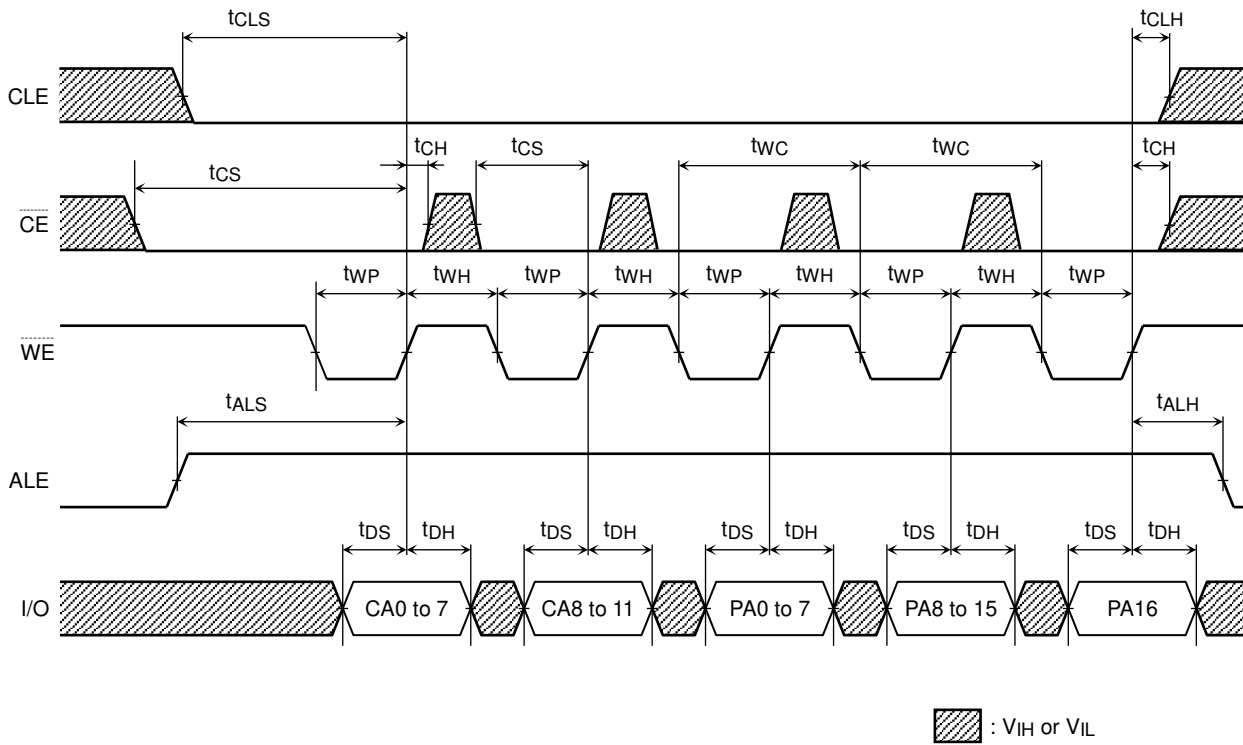 tCLS tCLH
CLE
tCH tCS tWC tWC tCH
tCS
CE
tWP tWH tWP tWH tWP tWH tWP tWH tWP
WE
tALS tALH
ALE
tDS tDH tDS tDH tDS tDH tDS tDH tDS tDH
I/O CA0 to 7 CA8 to 11 PA0 to 7 PA8 to 15 PA16
: VIH or VIL